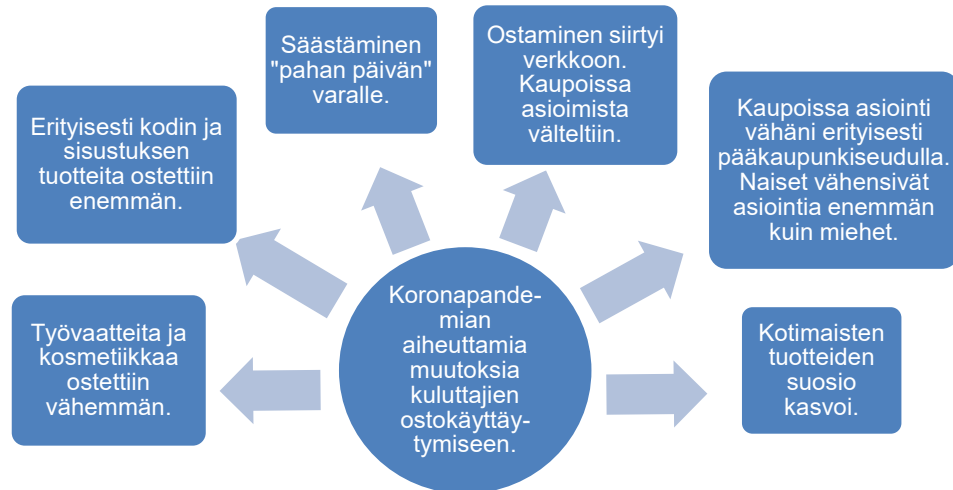 Säästäminen
"pahan päivän"
varalle.
Ostaminen siirtyi
verkkoon.
Kaupoissa
asioimista
välteltiin.
Erityisesti kodin ja
sisustuksen
tuotteita ostettiin
enemmän.
Kaupoissa asiointi
vähäni erityisesti
pääkaupunkiseudulla.
Naiset vähensivät
asiointia enemmän
kuin miehet.
Työvaatteita ja
kosmetiikkaa
ostettiin
vähemmän.
Koronapande-
mian
aiheuttamia
muutoksia
kuluttajien
ostokäyttäy-
tymiseen.
Kotimaisten
tuotteiden
suosio
kasvoi.